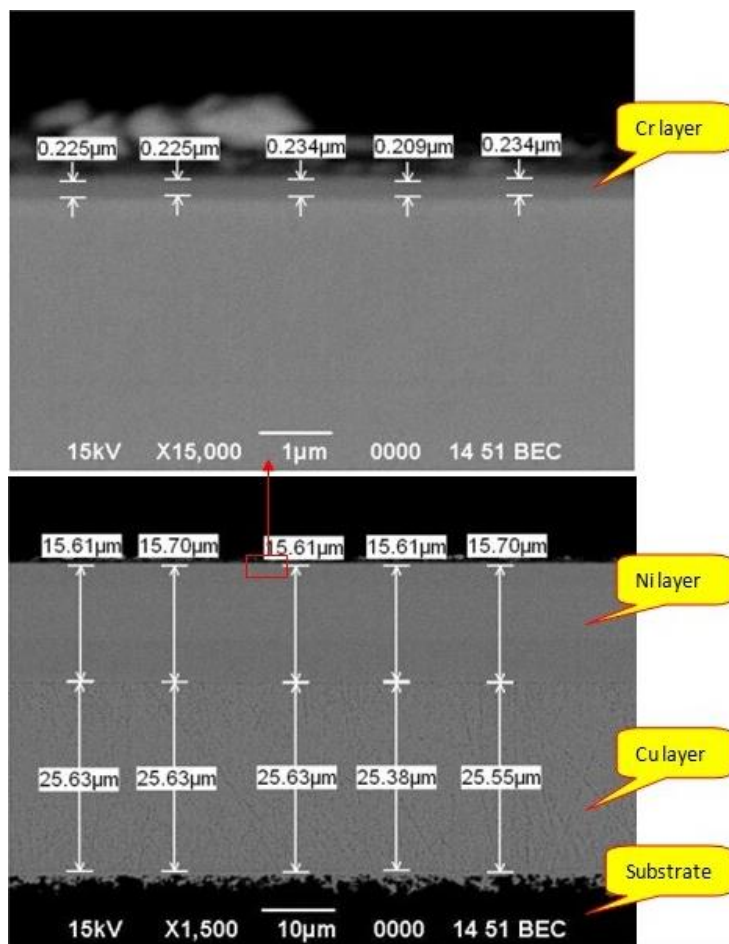 Cr layer
0.225µm 0.225µm 0.234µm 0.209µm 0.234µm
15kV X15,000 1µm 0000 14 51 BEC
15.61µm 15.70µm 15.61µm 15.61µm 15.70µm
Ni layer
Cu layer
25.63µm 25.63µm 25.63µm 25.38µm 25.55µm
Substrate
15kV X1,500 10µm 0000 14 51 BEC